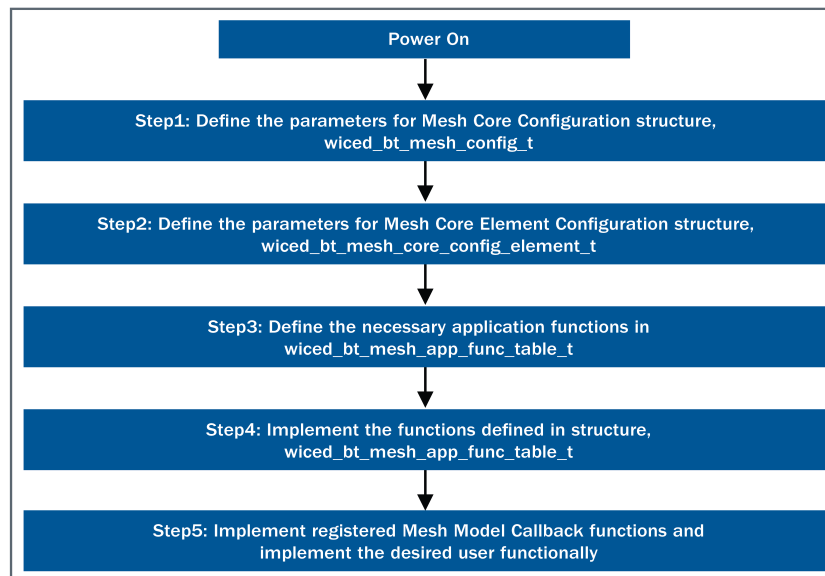 Power On
Step1: Define the parameters for Mesh Core Configuration structure,
wiced_bt_mesh_config_t
Step2: Define the parameters for Mesh Core Element Configuration structure,
wiced_bt_mesh_core_config_element_t
Step3: Define the necessary application functions in
wiced_bt_mesh_app_func_table_t
Step4: Implement the functions defined in structure,
wiced_bt_mesh_app_func_table_t
Step5: Implement registered Mesh Model Callback functions and
implement the desired user functionally